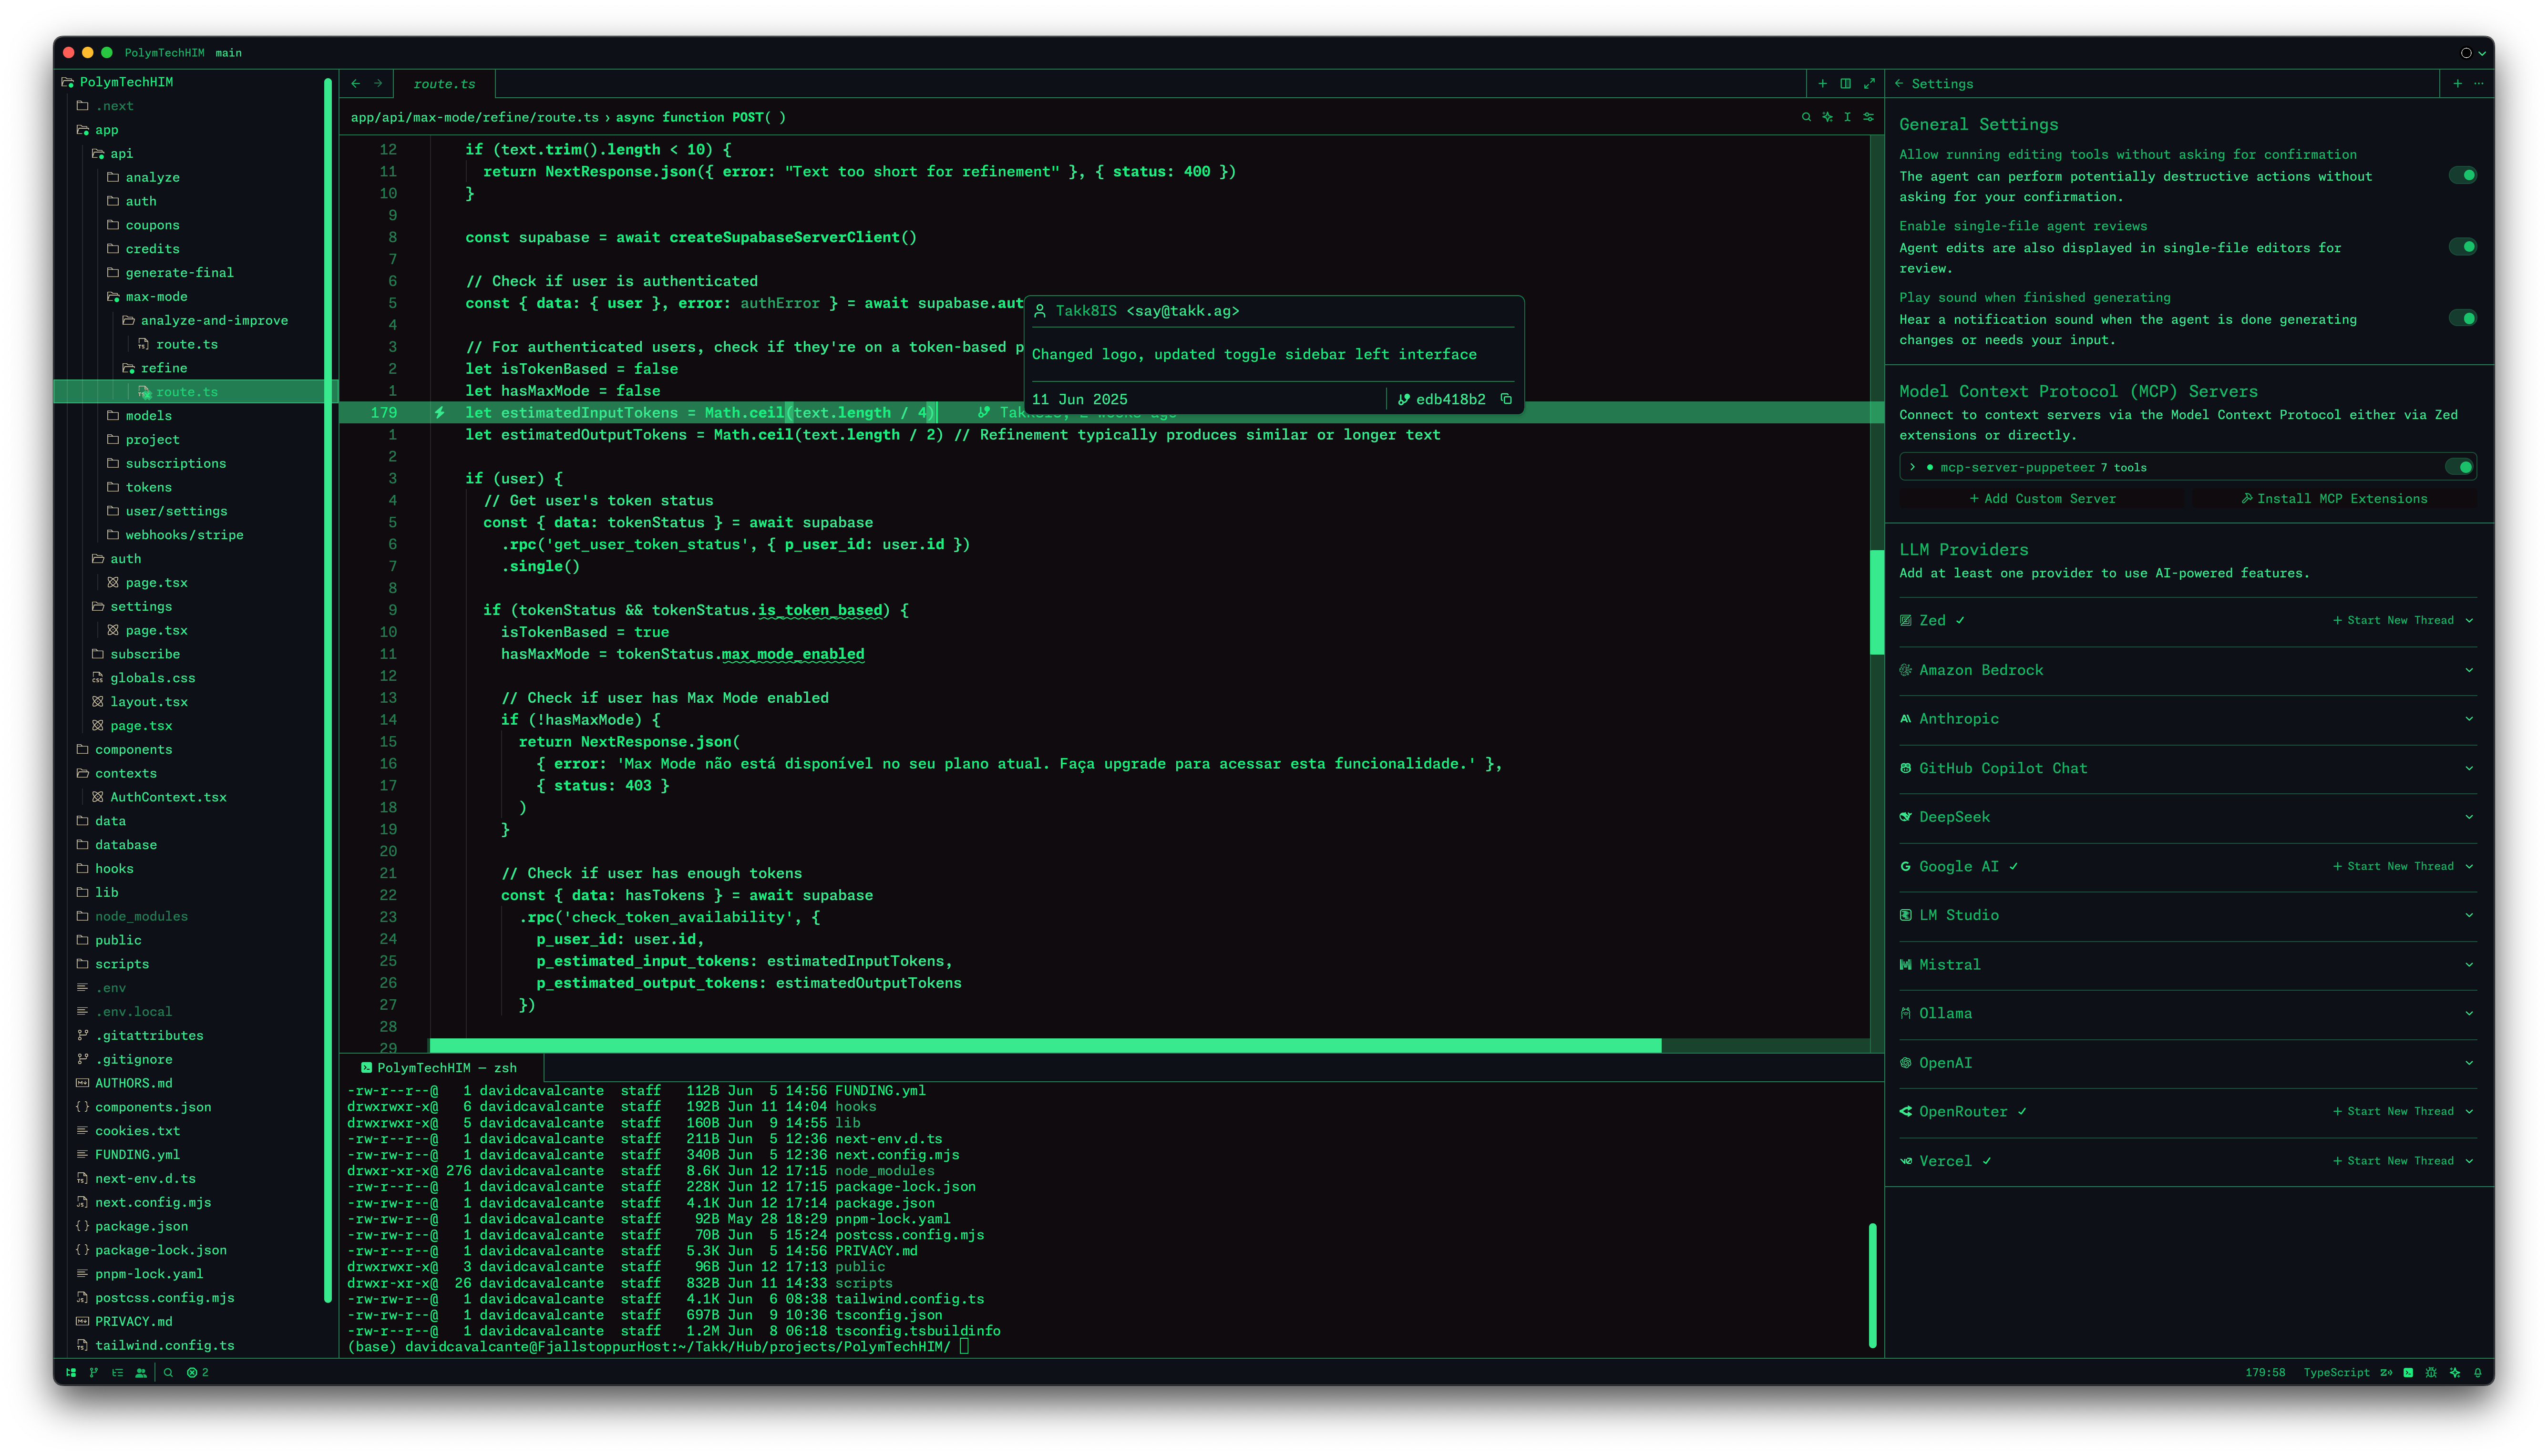 PolymTechHIM main
PolymTechHIM
.next
app
api
analyze
auth
coupons
credits
generate-final
max-mode
analyze-and-improve
route.ts
refine
route.ts
models
project
subscriptions
tokens
user/settings
webhooks/stripe
auth
page.tsx
settings
page.tsx
subscribe
globals.css
layout.tsx
page.tsx
components
contexts
AuthContext.tsx
data
database
hooks
lib
node_modules
public
scripts
.env
.env.local
.gitattributes
.gitignore
AUTHORS.md
components.json
cookies.txt
FUNDING.yml
next-env.d.ts
next.config.mjs
package.json
package-lock.json
pnpm-lock.yaml
postcss.config.mjs
PRIVACY.md
tailwind.config.ts
route.ts
app/api/max-mode/refine/route.ts › async function POST( )
12 if (text.trim().length < 10) {
11 return NextResponse.json({ error: "Text too short for refinement" }, { status: 400 })
10 }
9
8 const supabase = await createSupabaseServerClient()
7
6 // Check if user is authenticated
5 const { data: { user }, error: authError } = await supabase.aut
4
3 // For authenticated users, check if they're on a token-based p
2 let isTokenBased = false
1 let hasMaxMode = false
179 let estimatedInputTokens = Math.ceil(text.length / 4)
1 let estimatedOutputTokens = Math.ceil(text.length / 2) // Refinement typically produces similar or longer text
2
3 if (user) {
4 // Get user's token status
5 const { data: tokenStatus } = await supabase
6 .rpc('get_user_token_status', { p_user_id: user.id })
7 .single()
8
9 if (tokenStatus && tokenStatus.is_token_based) {
10 isTokenBased = true
11 hasMaxMode = tokenStatus.max_mode_enabled
12
13 // Check if user has Max Mode enabled
14 if (!hasMaxMode) {
15 return NextResponse.json(
16 { error: 'Max Mode não está disponível no seu plano atual. Faça upgrade para acessar esta funcionalidade.' },
17 { status: 403 }
18 )
19 }
20
21 // Check if user has enough tokens
22 const { data: hasTokens } = await supabase
23 .rpc('check_token_availability', {
24 p_user_id: user.id,
25 p_estimated_input_tokens: estimatedInputTokens,
26 p_estimated_output_tokens: estimatedOutputTokens
27 })
28
29
Takk8IS <say@takk.ag>
Changed logo, updated toggle sidebar left interface
11 Jun 2025 edb418b2
PolymTechHIM — zsh
-rw-r--r--@ 1 davidcavalcante staff 112B Jun 5 14:56 FUNDING.yml
drwxrwxr-x@ 6 davidcavalcante staff 192B Jun 11 14:04 hooks
drwxrwxr-x@ 5 davidcavalcante staff 160B Jun 9 14:55 lib
-rw-rw-r--@ 1 davidcavalcante staff 211B Jun 5 12:36 next-env.d.ts
-rw-rw-r--@ 1 davidcavalcante staff 340B Jun 5 12:36 next.config.mjs
drwxr-xr-x@ 276 davidcavalcante staff 8.6K Jun 12 17:15 node_modules
-rw-rw-r--@ 1 davidcavalcante staff 228K Jun 12 17:15 package-lock.json
-rw-rw-r--@ 1 davidcavalcante staff 4.1K Jun 12 17:14 package.json
-rw-rw-r--@ 1 davidcavalcante staff 92B May 28 18:29 pnpm-lock.yaml
-rw-rw-r--@ 1 davidcavalcante staff 70B Jun 5 15:24 postcss.config.mjs
-rw-rw-r--@ 1 davidcavalcante staff 5.3K Jun 5 14:56 PRIVACY.md
drwxrwxr-x@ 3 davidcavalcante staff 96B Jun 12 17:13 public
drwxr-xr-x@ 26 davidcavalcante staff 832B Jun 11 14:33 scripts
-rw-rw-r--@ 1 davidcavalcante staff 4.1K Jun 6 08:38 tailwind.config.ts
-rw-rw-r--@ 1 davidcavalcante staff 697B Jun 9 10:36 tsconfig.json
-rw-r--r--@ 1 davidcavalcante staff 1.2M Jun 8 06:18 tsconfig.tsbuildinfo
(base) davidcavalcante@FjallstoppurHost:~/Takk/Hub/projects/PolymTechHIM/
Settings
General Settings
Allow running editing tools without asking for confirmation
The agent can perform potentially destructive actions without
asking for your confirmation.
Enable single-file agent reviews
Agent edits are also displayed in single-file editors for
review.
Play sound when finished generating
Hear a notification sound when the agent is done generating
changes or needs your input.
Model Context Protocol (MCP) Servers
Connect to context servers via the Model Context Protocol either via Zed
extensions or directly.
mcp-server-puppeteer 7 tools
+ Add Custom Server Install MCP Extensions
LLM Providers
Add at least one provider to use AI-powered features.
Zed ✓ + Start New Thread
Amazon Bedrock
Anthropic
GitHub Copilot Chat
DeepSeek
Google AI ✓ + Start New Thread
LM Studio
Mistral
Ollama
OpenAI
OpenRouter ✓ + Start New Thread
Vercel ✓ + Start New Thread
2
179:58 TypeScript